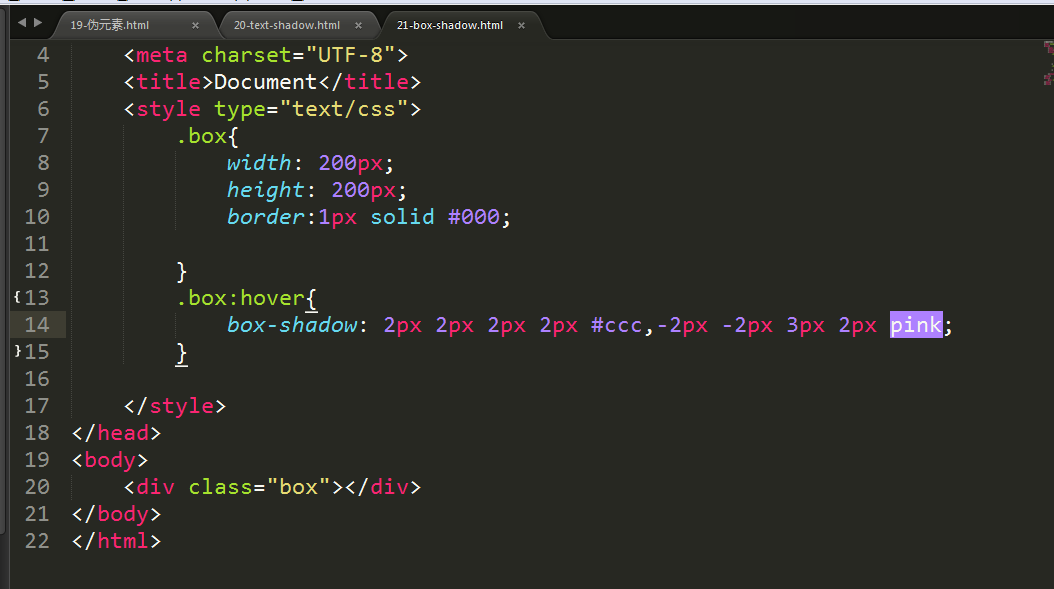 19-伪元素.html × 20-text-shadow.html × 21-box-shadow.html ×
4 <meta charset="UTF-8">
5 <title>Document</title>
6 <style type="text/css">
7 .box{
8 width: 200px;
9 height: 200px;
10 border:1px solid #000;
11
12 }
{ 13 .box:hover{
14 box-shadow: 2px 2px 2px 2px #ccc,-2px -2px 3px 2px pink;
} 15 }
16
17 </style>
18 </head>
19 <body>
20 <div class="box"></div>
21 </body>
22 </html>